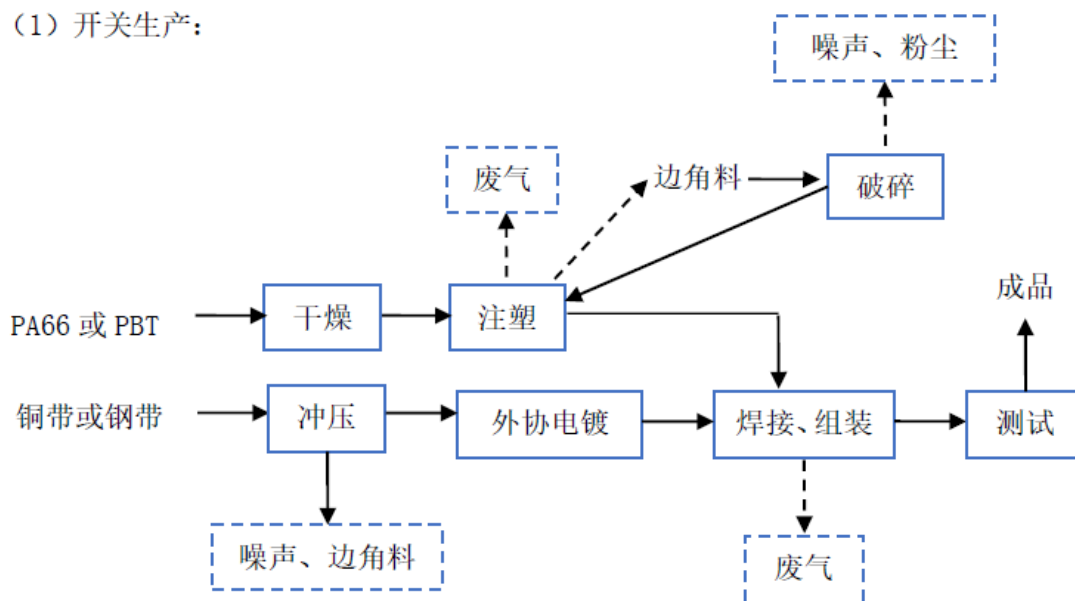 （1）开关生产：
噪声、粉尘
废气
边角料
破碎
成品
PA66 或 PBT
干燥
注塑
铜带或钢带
冲压
外协电镀
焊接、组装
测试
噪声、边角料
废气